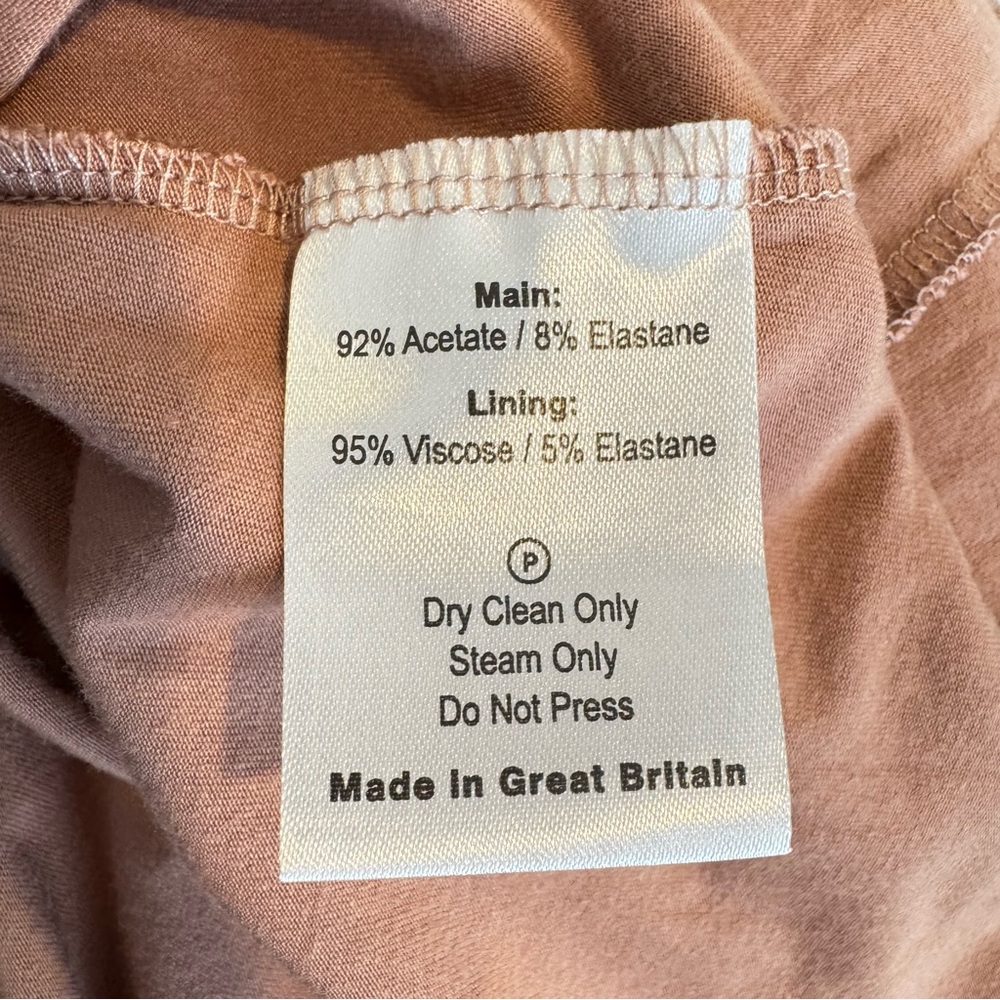 Main:
92% Acetate / 8% Elastane
Lining:
95% Viscose / 5% Elastane
P
Dry Clean Only
Steam Only
Do Not Press
Made In Great Britain